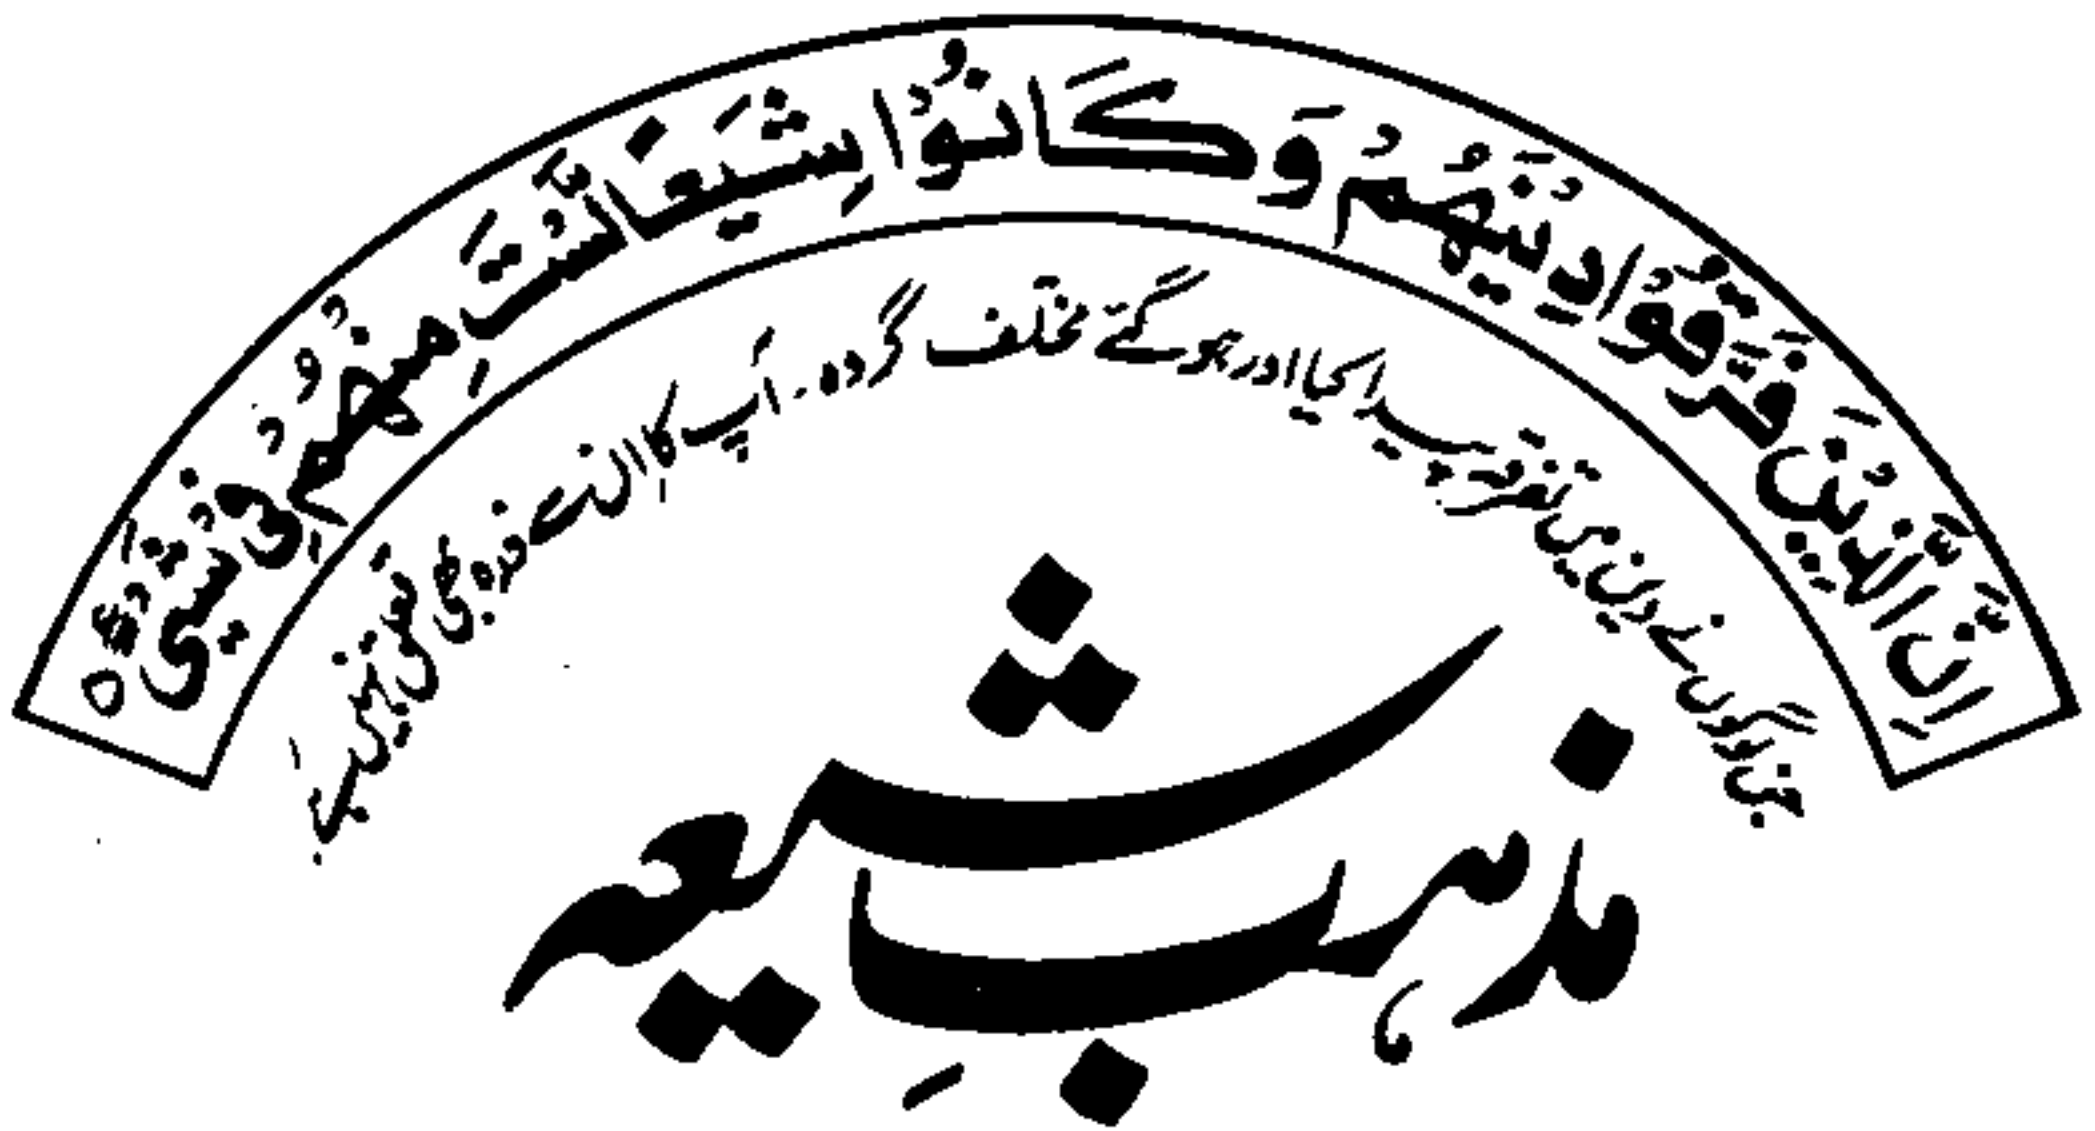 اِنَّ الَّذِيْنَ فَرَّقُوْا دِيْنَهُمْ وَكَانُوْا شِيَعًا لَّسْتَ مِنْهُمْ فِیْ شَیْءٍ ۝
جن لوگوں نے دین میں تفرقہ پیدا کیا اور ہو گئے مختلف گروہ۔ آپ کا ان سے ذرہ بھی تعلق نہیں ہے
مذہبِ شیعہ